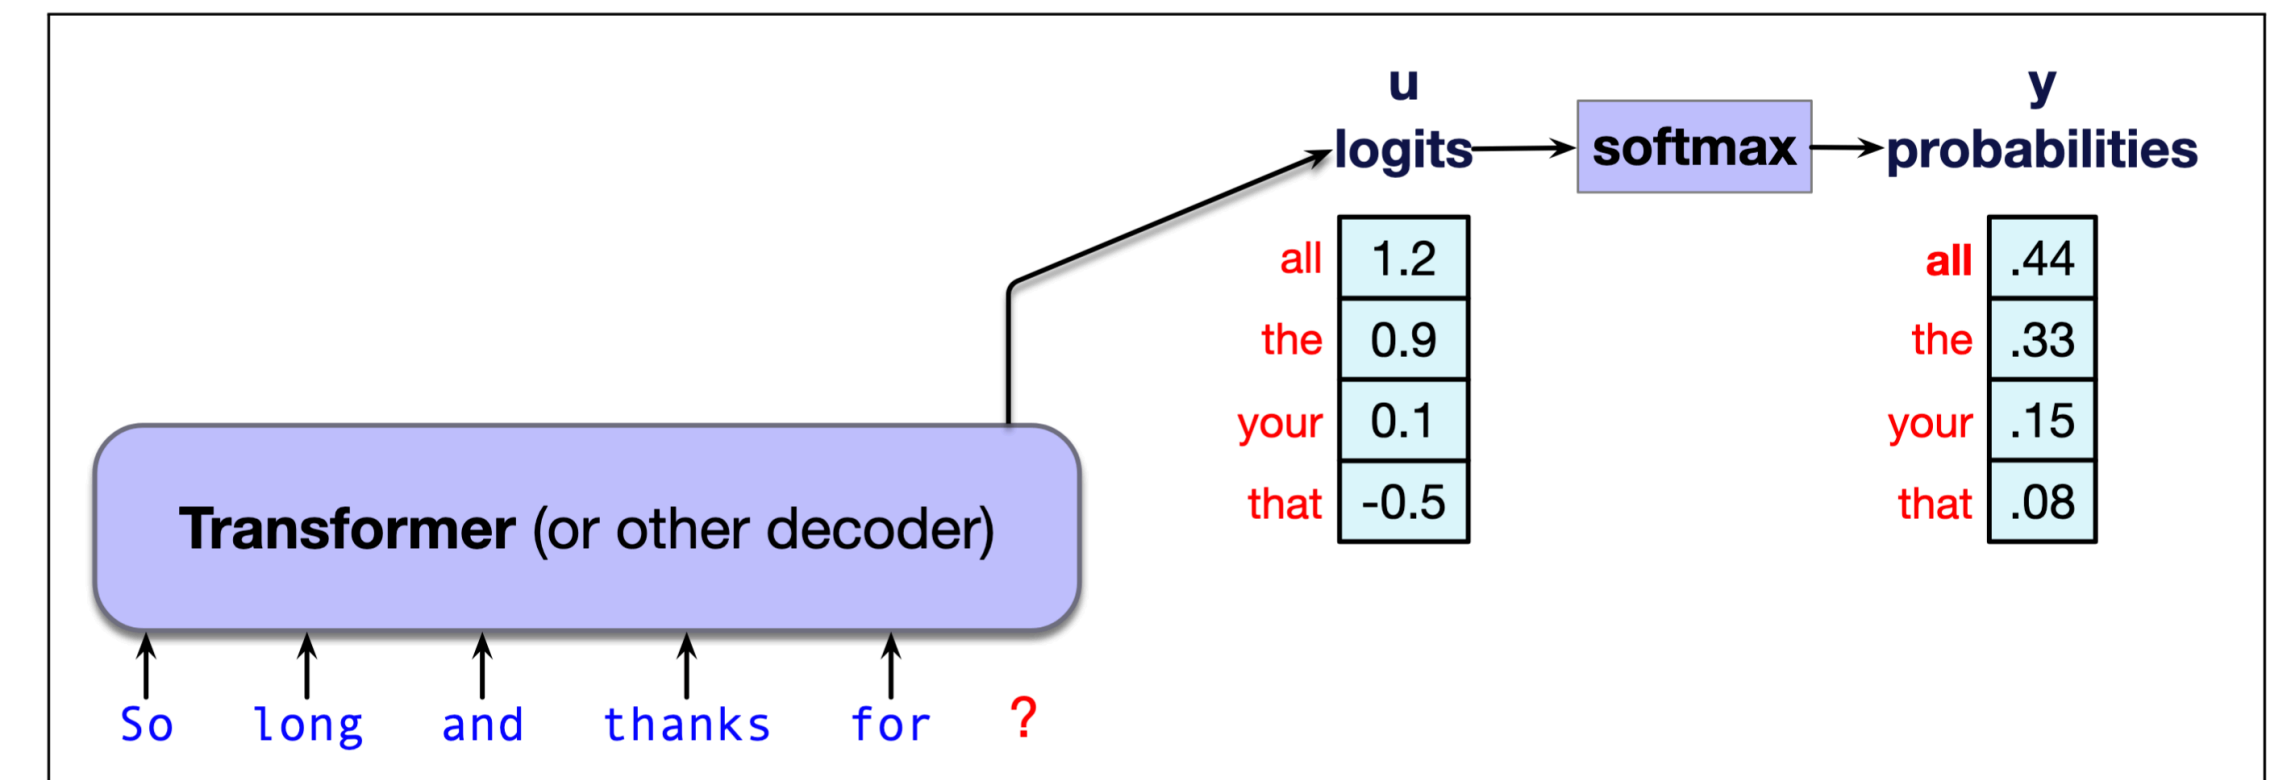 u
logits
softmax
y
probabilities
all 1.2
the 0.9
your 0.1
that -0.5
all .44
the .33
your .15
that .08
Transformer (or other decoder)
So long and thanks for ?